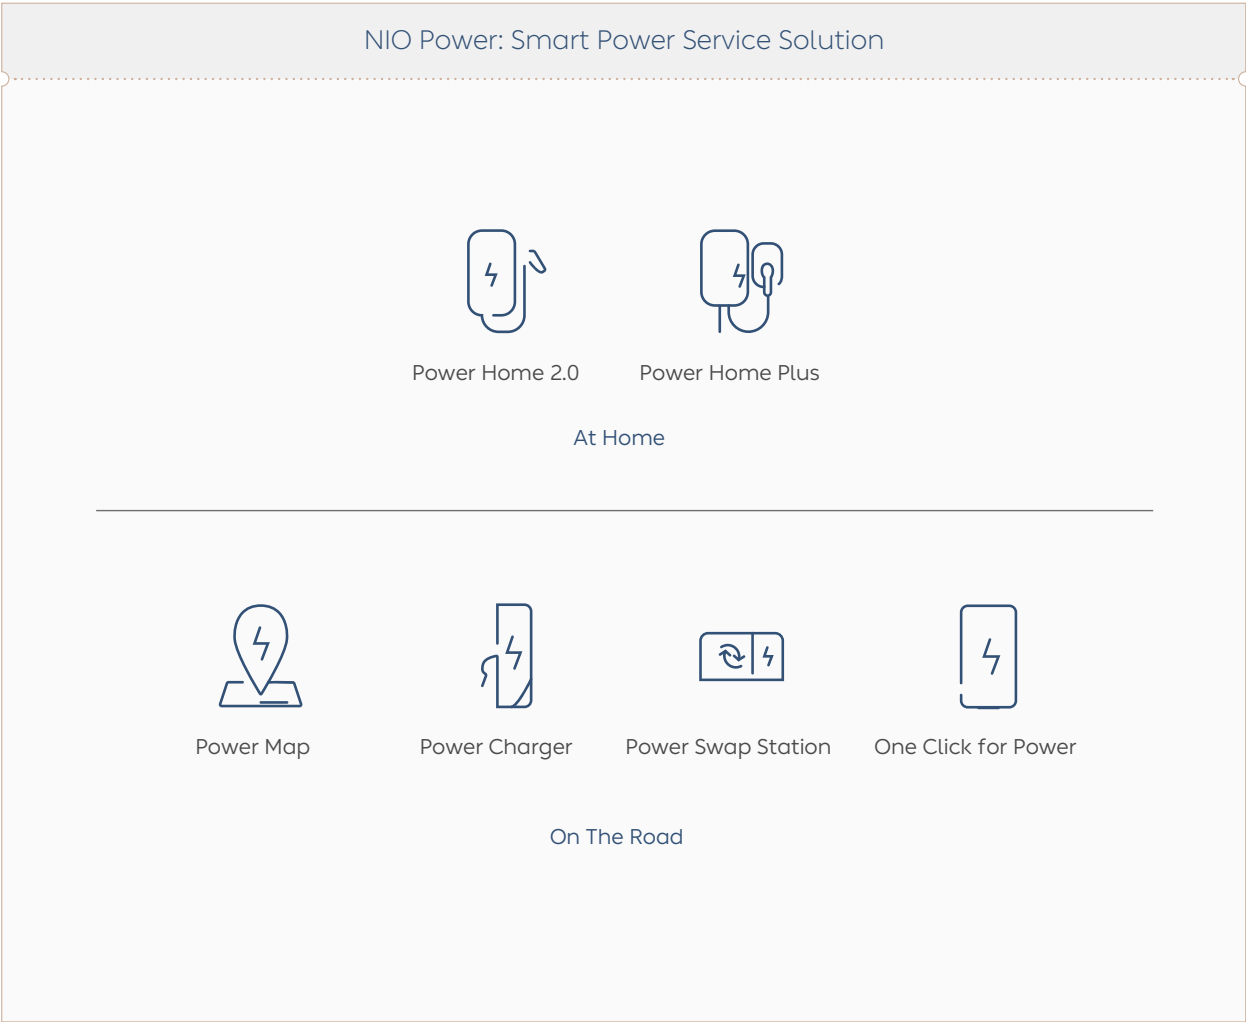 NIO Power: Smart Power Service Solution
Power Home 2.0
Power Home Plus
At Home
Power Map
Power Charger
Power Swap Station
One Click for Power
On The Road